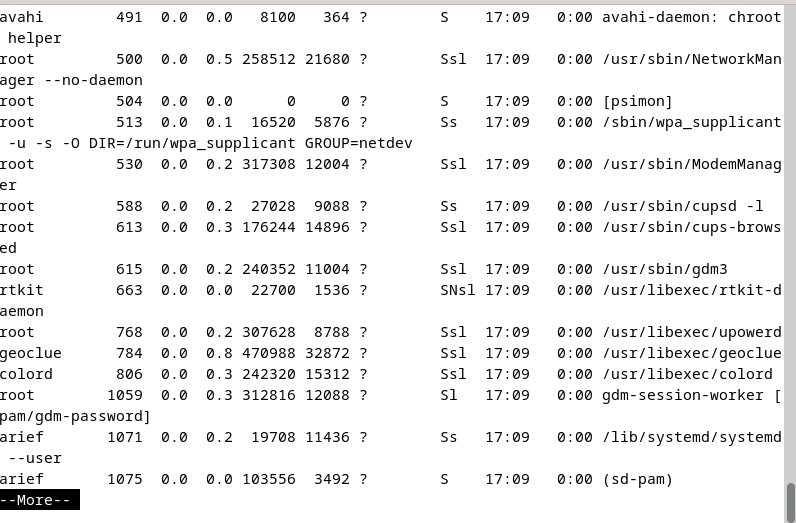 avahi        491  0.0  0.0   8100   364 ?        S    17:09   0:00 avahi-daemon: chroot
 helper
root         500  0.0  0.5 258512 21680 ?        Ssl  17:09   0:00 /usr/sbin/NetworkMan
ager --no-daemon
root         504  0.0  0.0      0     0 ?        S    17:09   0:00 [psimon]
root         513  0.0  0.1  16520  5876 ?        Ss   17:09   0:00 /sbin/wpa_supplicant
 -u -s -O DIR=/run/wpa_supplicant GROUP=netdev
root         530  0.0  0.2 317308 12004 ?        Ssl  17:09   0:00 /usr/sbin/ModemManag
er
root         588  0.0  0.2  27028  9088 ?        Ss   17:09   0:00 /usr/sbin/cupsd -l
root         613  0.0  0.3 176244 14896 ?        Ssl  17:09   0:00 /usr/sbin/cups-brows
ed
root         615  0.0  0.2 240352 11004 ?        Ssl  17:09   0:00 /usr/sbin/gdm3
rtkit        663  0.0  0.0  22700  1536 ?        SNsl 17:09   0:00 /usr/libexec/rtkit-d
aemon
root         768  0.0  0.2 307628  8788 ?        Ssl  17:09   0:00 /usr/libexec/upowerd
geoclue      784  0.0  0.8 470988 32872 ?        Ssl  17:09   0:00 /usr/libexec/geoclue
colord       806  0.0  0.3 242320 15312 ?        Ssl  17:09   0:00 /usr/libexec/colord
root        1059  0.0  0.3 312816 12088 ?        Sl   17:09   0:00 gdm-session-worker [
pam/gdm-password]
arief       1071  0.0  0.2  19708 11436 ?        Ss   17:09   0:00 /lib/systemd/systemd
 --user
arief       1075  0.0  0.0 103556  3492 ?        S    17:09   0:00 (sd-pam)
--More--